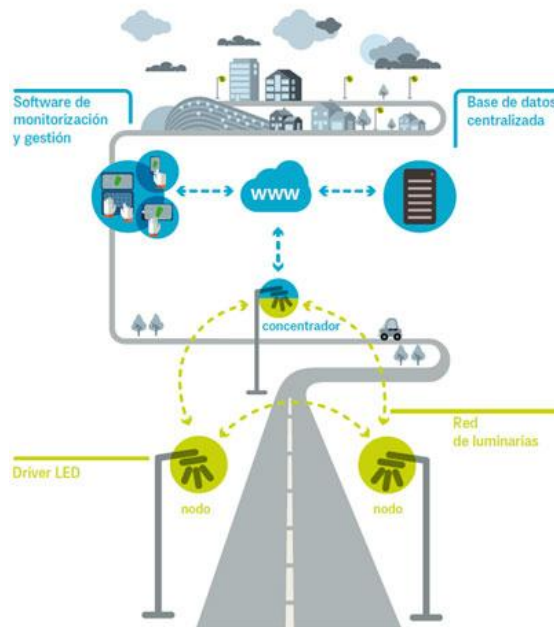 Software de
monitorización
y gestión
Base de datos
centralizada
www
concentrador
Red
de luminarias
Driver LED
nodo
nodo